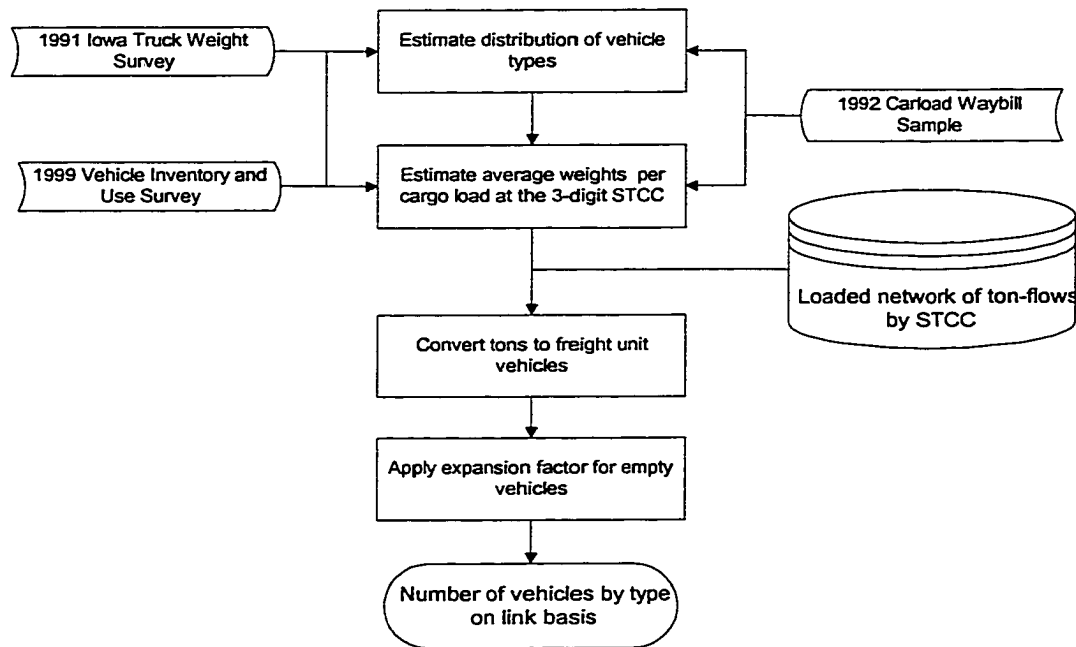 1991 Iowa Truck Weight
Survey
Estimate distribution of vehicle
types
1992 Carload Waybill
Sample
1999 Vehicle Inventory and
Use Survey
Estimate average weights per
cargo load at the 3-digit STCC
Loaded network of ton-flows
by STCC
Convert tons to freight unit
vehicles
Apply expansion factor for empty
vehicles
Number of vehicles by type
on link basis